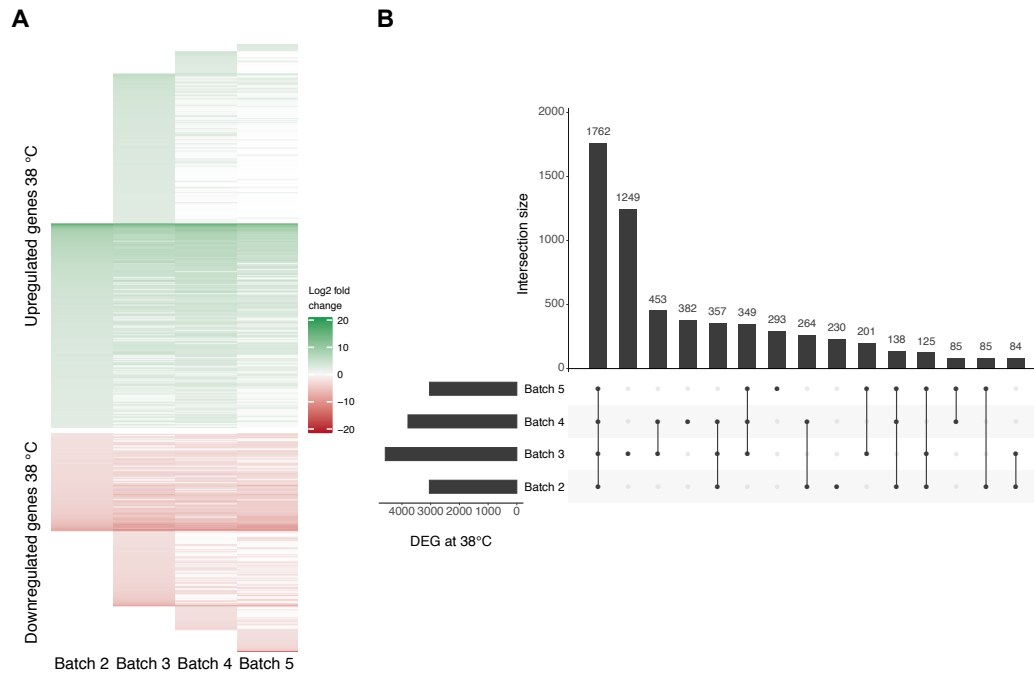 A
B
Upregulated genes 38 °C
Downregulated genes 38 °C
Log2 fold
change
20
10
0
−10
−20
Batch 2 Batch 3 Batch 4 Batch 5
Intersection size
2000
1500
1000
500
0
1762
1249
453
382
357
349
293
264
230
201
138
125
85
85
84
Batch 5
Batch 4
Batch 3
Batch 2
4000 3000 2000 1000 0
DEG at 38°C